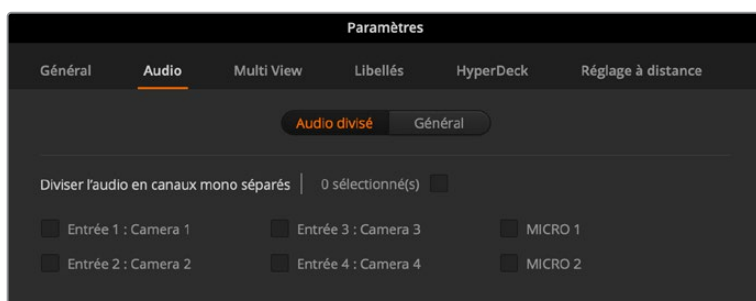 Paramètres
Général Audio Multi View Libellés HyperDeck Réglage à distance
Audio divisé Général
Diviser l'audio en canaux mono séparés 0 sélectionné(s)
Entrée 1 : Camera 1 Entrée 3 : Camera 3 MICRO 1
Entrée 2 : Camera 2 Entrée 4 : Camera 4 MICRO 2